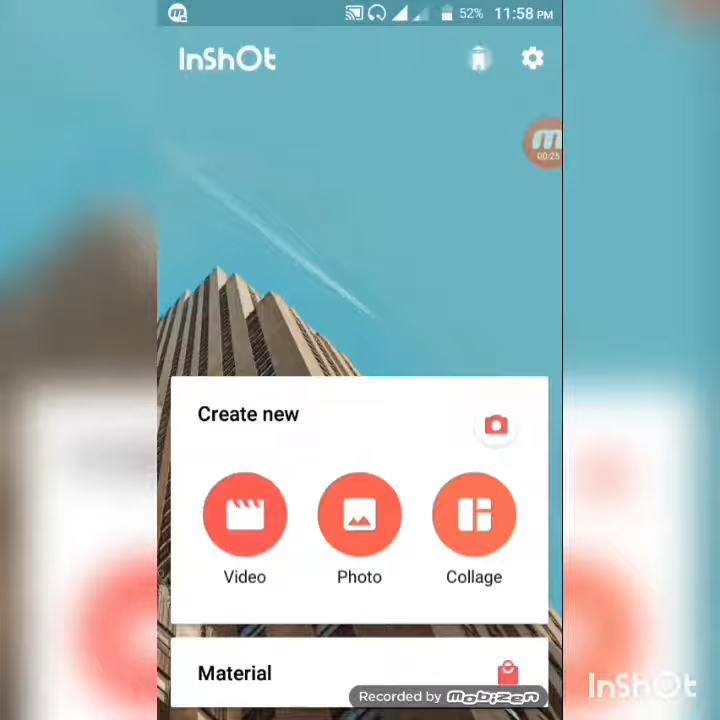 52% 11:58 PM
InShOt
00:25
Create new
Video Photo Collage
Material
Recorded by mobizen
InShOt